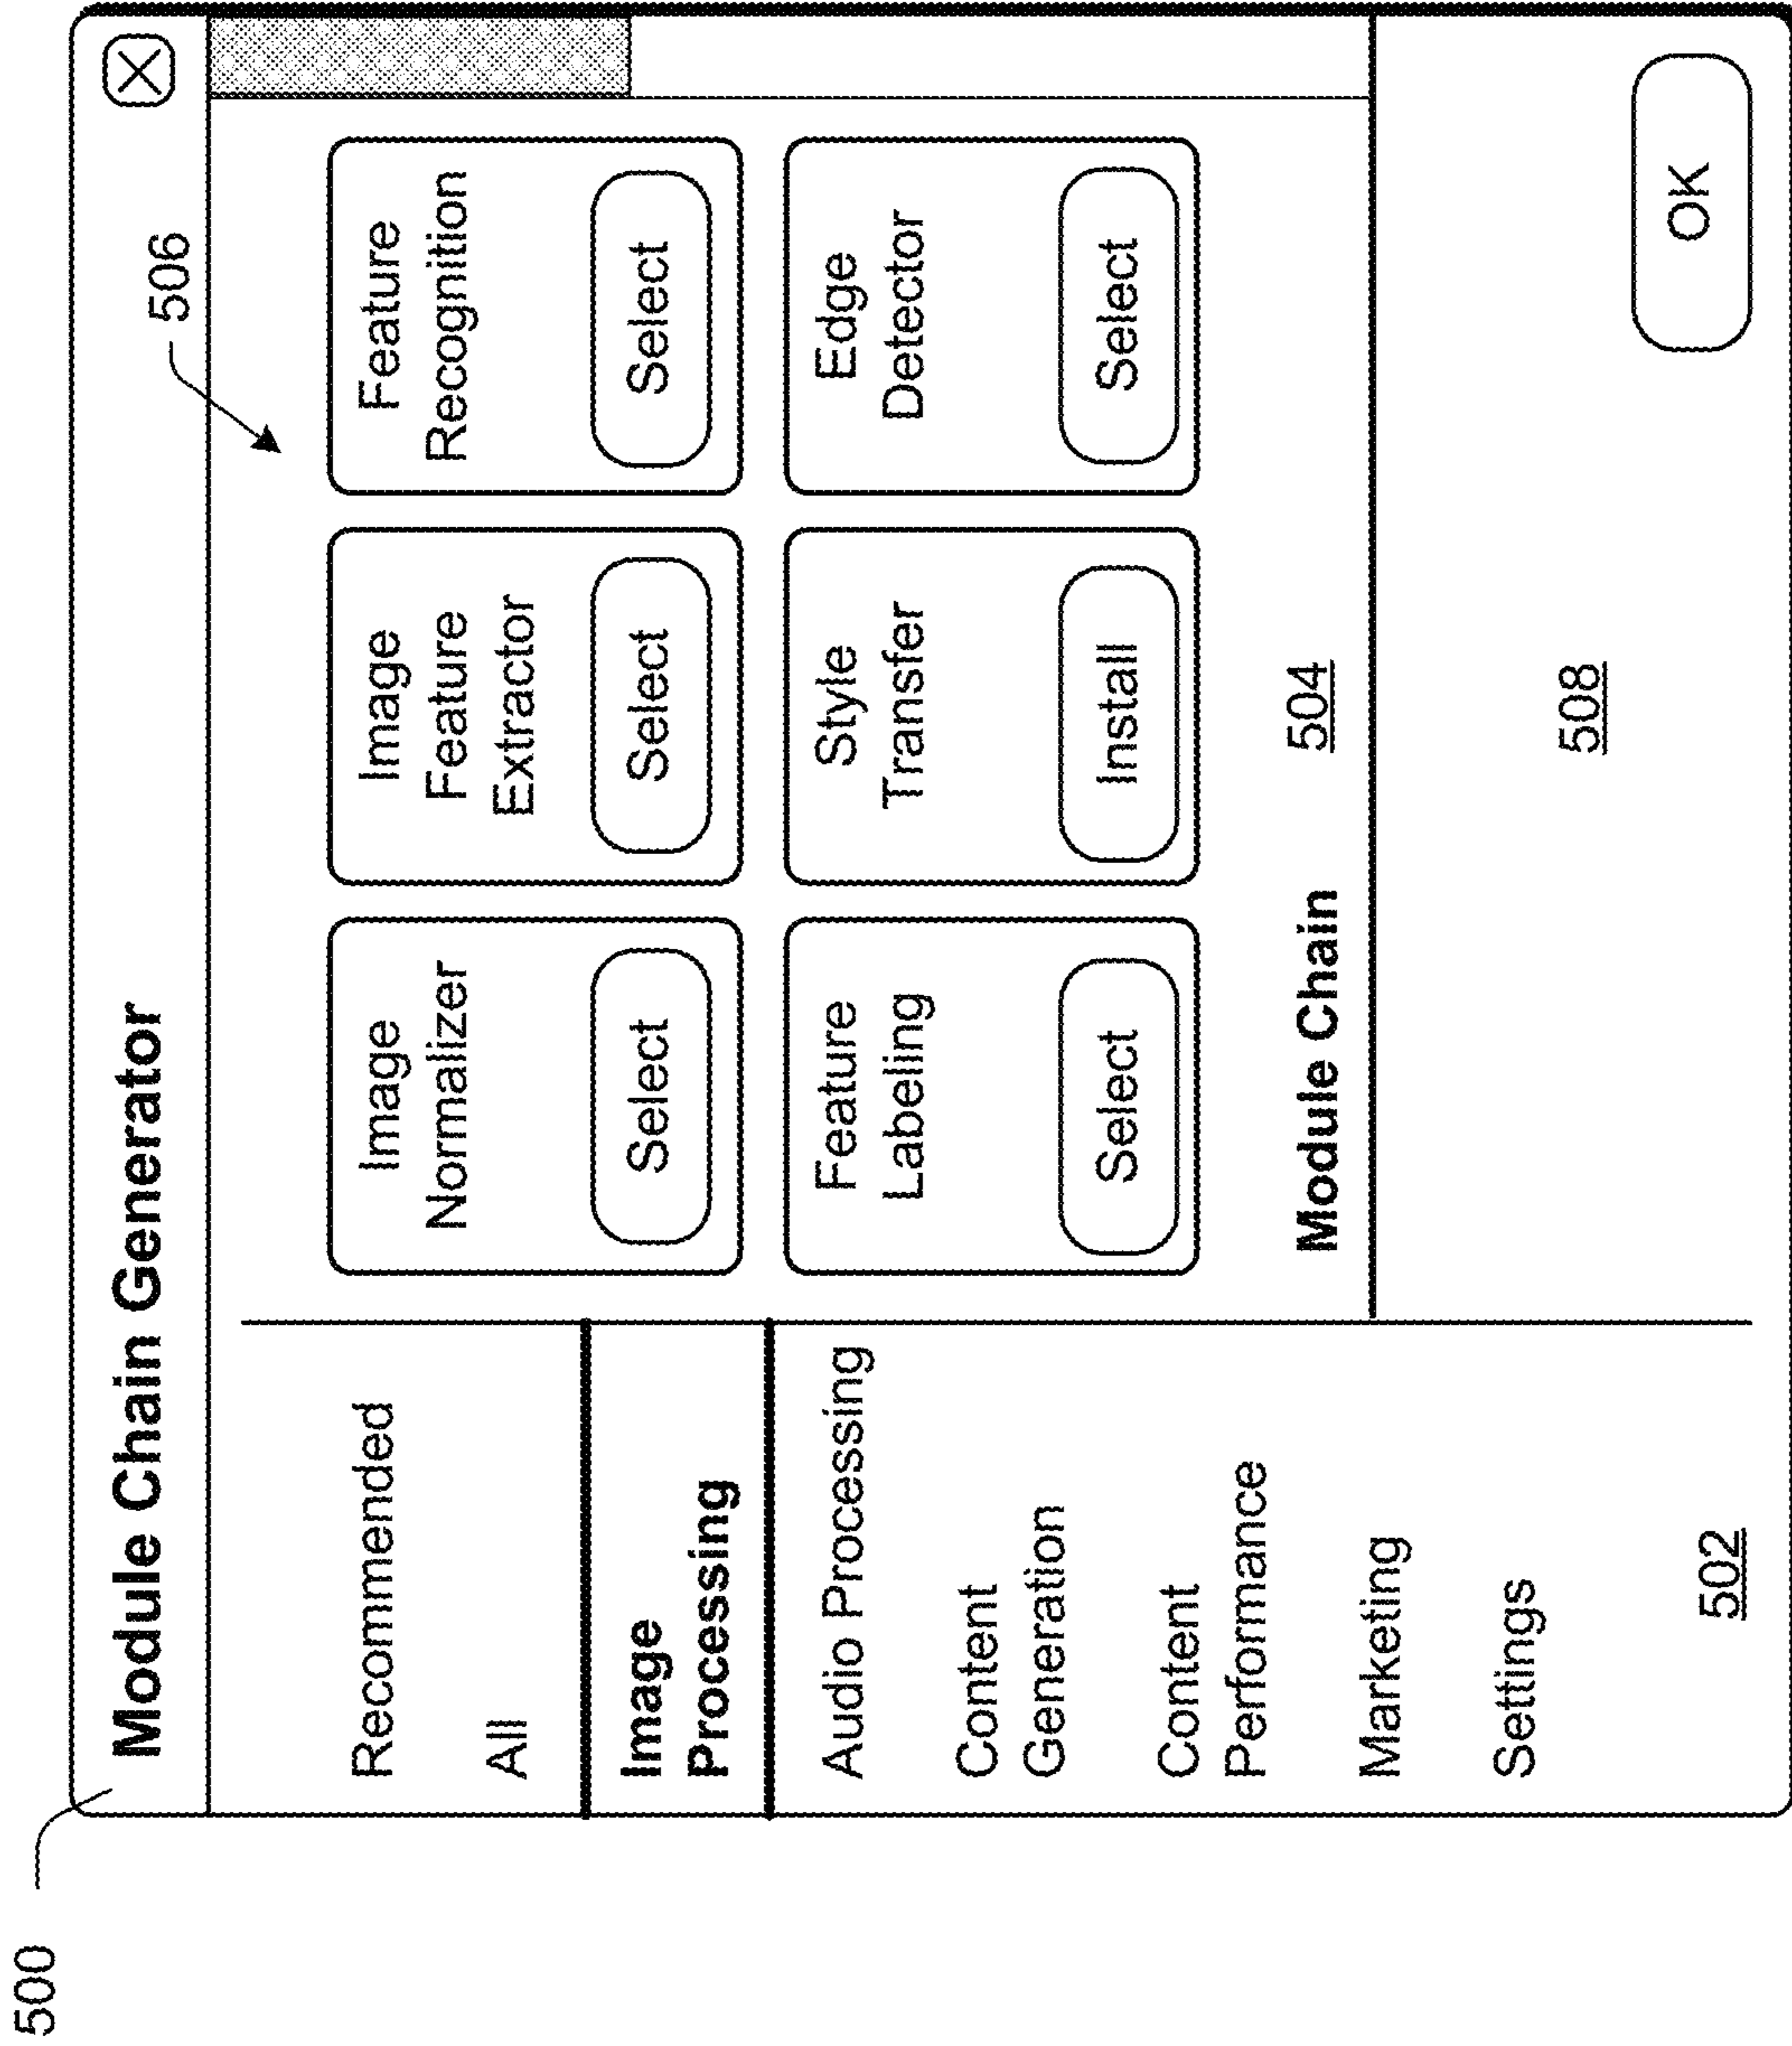 500
Module Chain Generator
506
Recommended
All
Image
Processing
Audio Processing
Content
Generation
Content
Performance
Marketing
Settings
502
Image
Normalizer
Select
Image
Feature
Extractor
Select
Feature
Recognition
Select
Feature
Labeling
Select
Style
Transfer
Install
Edge
Detector
Select
504
Module Chain
508
OK